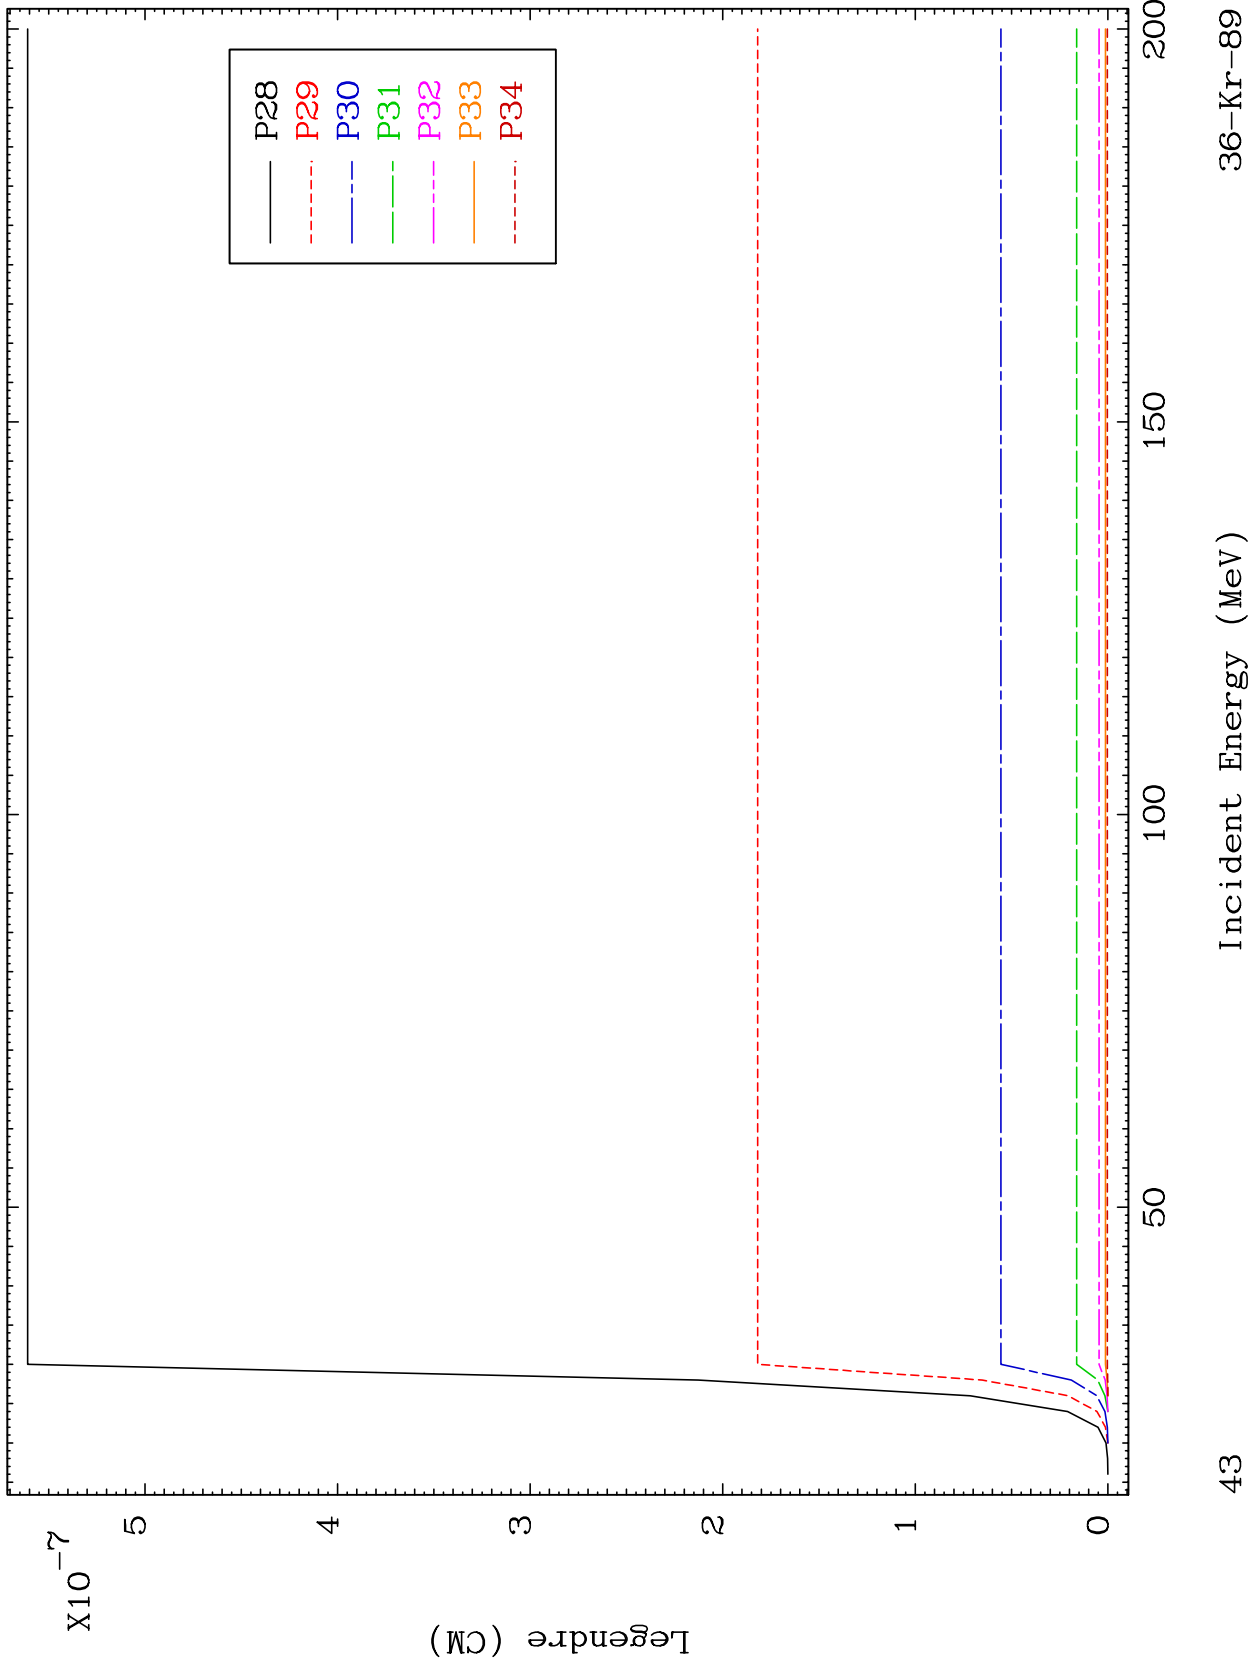 X10-7
5
4
3
2
1
0
Legendre (CM)
P28
P29
P30
P31
P32
P33
P34
50
100
150
200
Incident Energy (MeV)
43
36-Kr-89